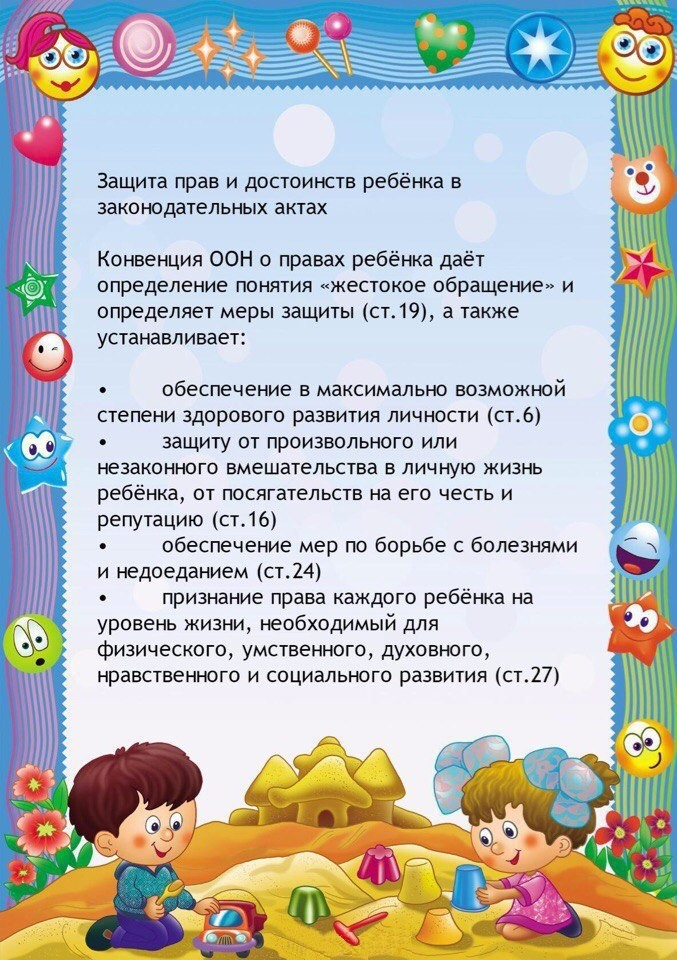 Защита прав и достоинств ребёнка в
законодательных актах
Конвенция ООН о правах ребёнка даёт
определение понятия «жестокое обращение» и
определяет меры защиты (ст.19), а также
устанавливает:
• обеспечение в максимально возможной
степени здорового развития личности (ст.6)
• защиту от произвольного или
незаконного вмешательства в личную жизнь
ребёнка, от посягательств на его честь и
репутацию (ст.16)
• обеспечение мер по борьбе с болезнями
и недоеданием (ст.24)
• признание права каждого ребёнка на
уровень жизни, необходимый для
физического, умственного, духовного,
нравственного и социального развития (ст.27)